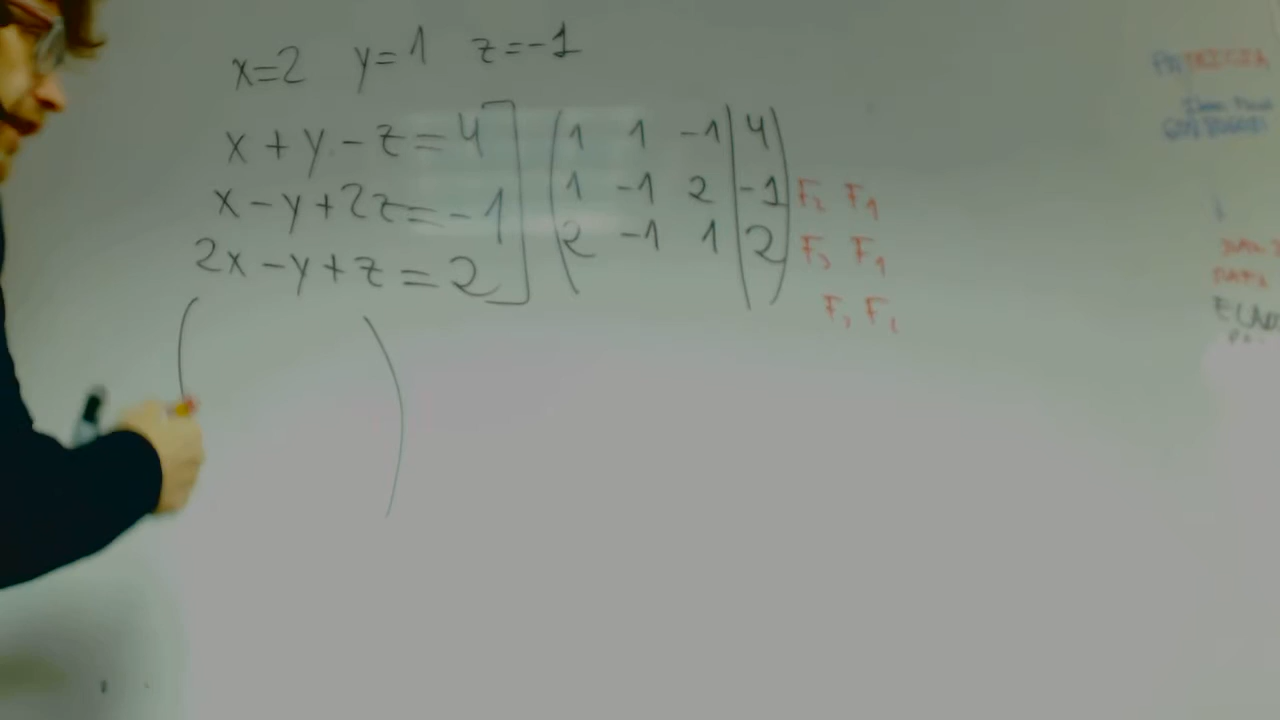 x=2 y=1 z=-1
x+y-z=4
x-y+2z=-1
2x-y+z=2
1 1 -1 | 4
1 -1 2 | -1 F₂ F₁
2 -1 1 | 2 F₃ F₁
F₃ F₂